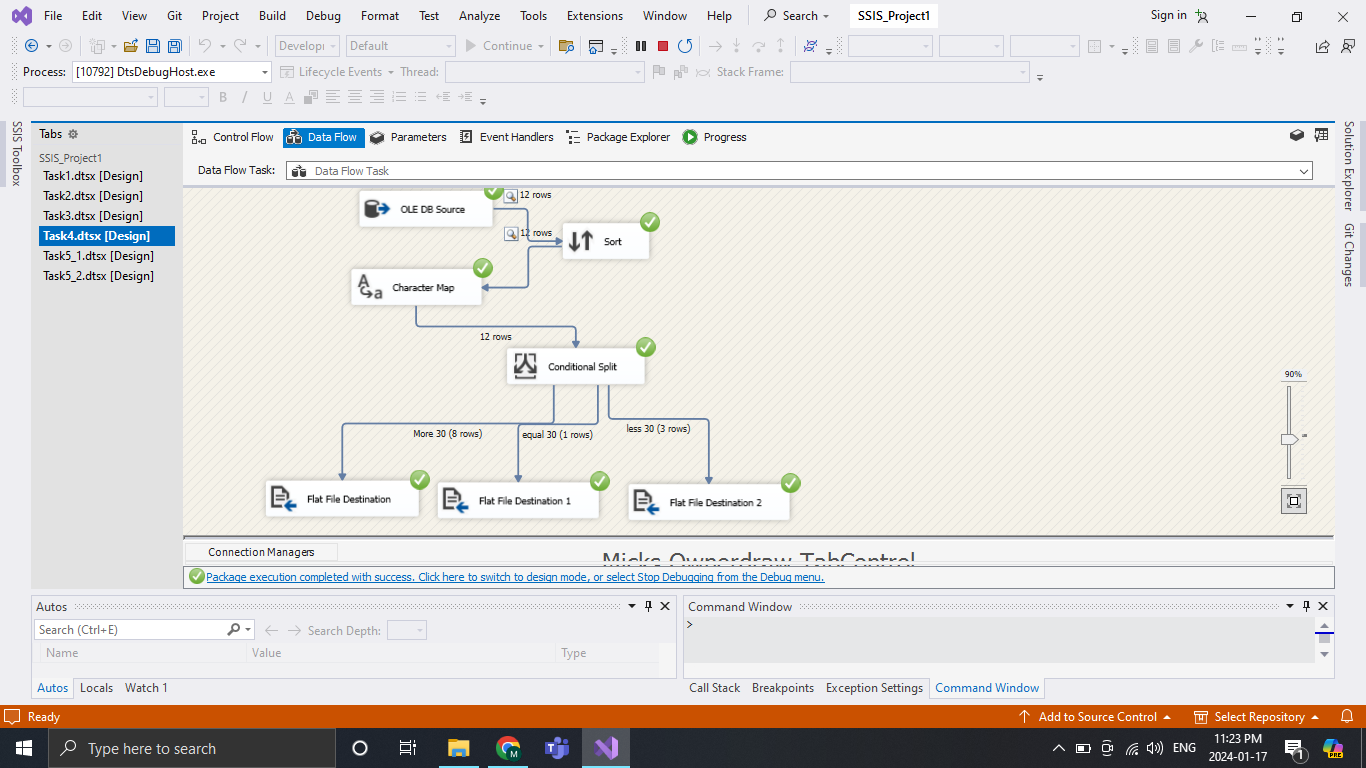 File Edit View Git Project Build Debug Format Test Analyze Tools Extensions Window Help Search SSIS_Project1 Sign in
Developi Default Continue
Process: [10792] DtsDebugHost.exe Lifecycle Events Thread: Stack Frame:
B I U A
SSIS Toolbox
Tabs
SSIS_Project1
Task1.dtsx [Design]
Task2.dtsx [Design]
Task3.dtsx [Design]
Task4.dtsx [Design]
Task5_1.dtsx [Design]
Task5_2.dtsx [Design]
Control Flow Data Flow Parameters Event Handlers Package Explorer Progress
Data Flow Task: Data Flow Task
12 rows
OLE DB Source
12 rows
Sort
Character Map
12 rows
Conditional Split
More 30 (8 rows) equal 30 (1 rows) less 30 (3 rows)
Flat File Destination Flat File Destination 1 Flat File Destination 2
90%
Solution Explorer
Git Changes
Connection Managers
Micks Ownerdraw TabControl
Package execution completed with success. Click here to switch to design mode, or select Stop Debugging from the Debug menu.
Autos
Search (Ctrl+E) Search Depth:
Name Value Type
Autos Locals Watch 1
Command Window
>
Call Stack Breakpoints Exception Settings Command Window
Ready Add to Source Control Select Repository
Type here to search
ENG 11:23 PM
2024-01-17
1
PRE